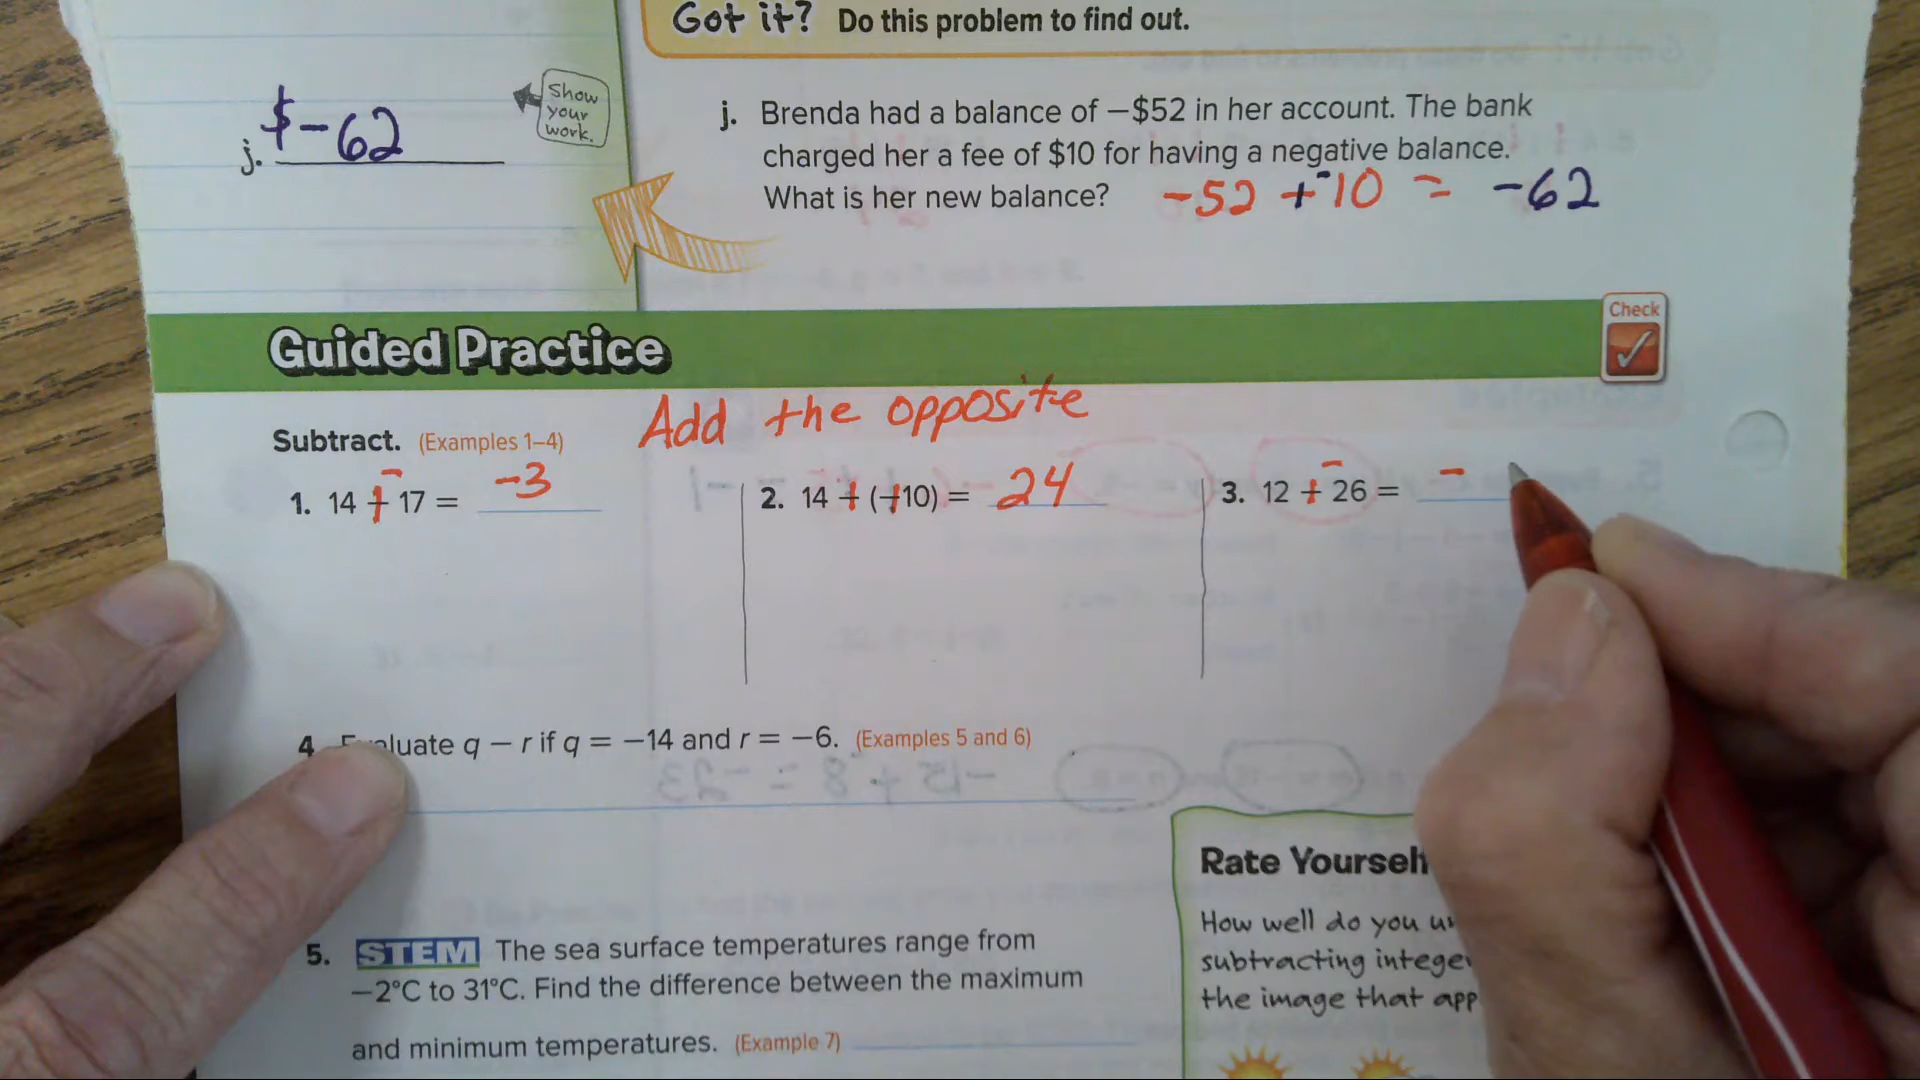 Got it? Do this problem to find out.
Show
your
work.
j. $-62
j. Brenda had a balance of −$52 in her account. The bank
charged her a fee of $10 for having a negative balance.
What is her new balance? -52 + -10 = -62
Guided Practice
Check
Add the opposite
Subtract. (Examples 1–4)
1. 14 + -17 = -3
2. 14 + (+10) = 24
3. 12 + -26 = -
4. Evaluate q − r if q = −14 and r = −6. (Examples 5 and 6)
5. STEM The sea surface temperatures range from
−2°C to 31°C. Find the difference between the maximum
and minimum temperatures. (Example 7)
Rate Yourself
How well do you
subtracting
the image that